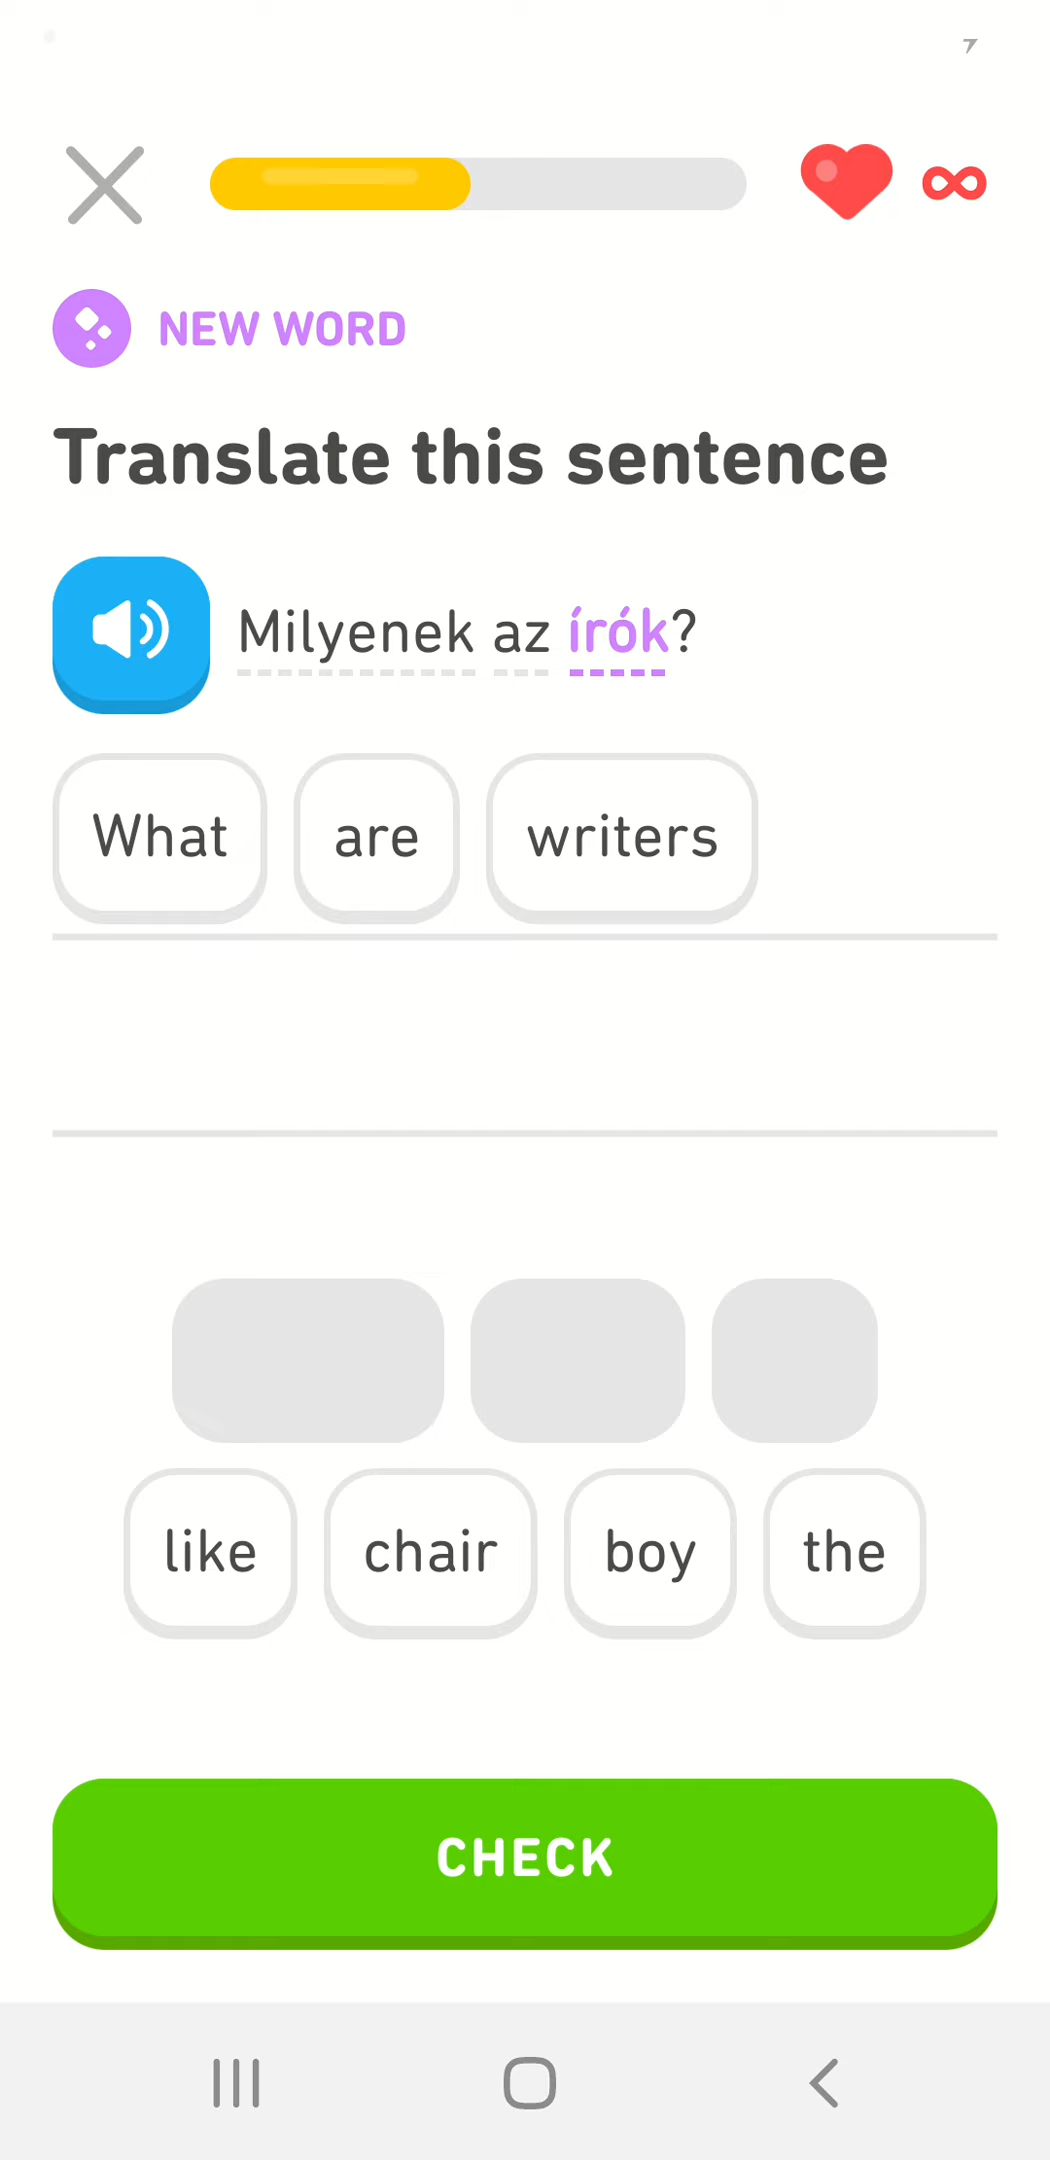 NEW WORD
Translate this sentence
Milyenek az írók?
What are writers
like chair boy the
CHECK